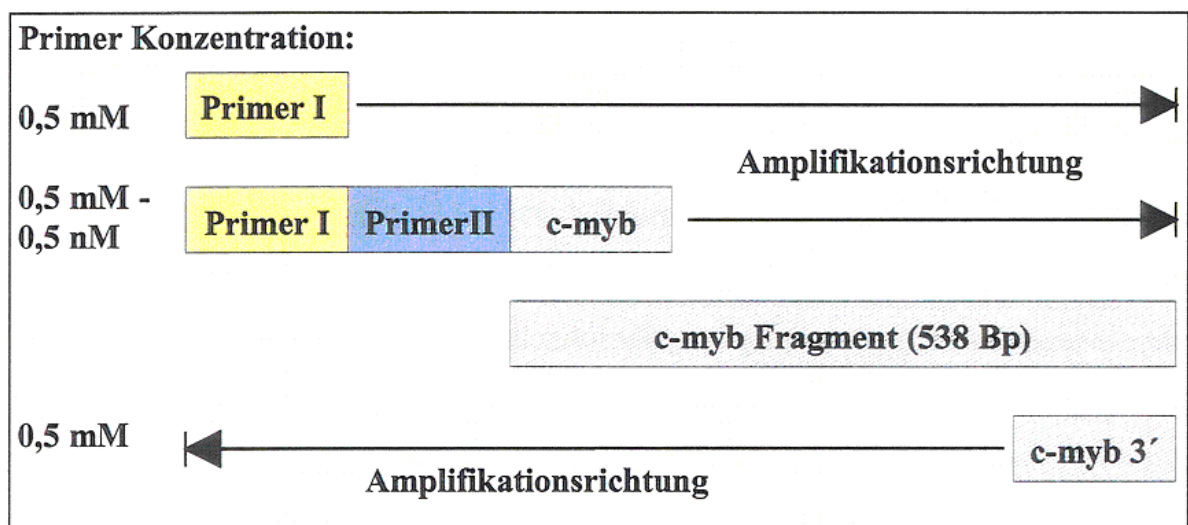 Primer Konzentration:
0,5 mM
Primer I
Amplifikationsrichtung
0,5 mM -
0,5 nM
Primer I
PrimerII
c-myb
c-myb Fragment (538 Bp)
0,5 mM
c-myb 3´
Amplifikationsrichtung